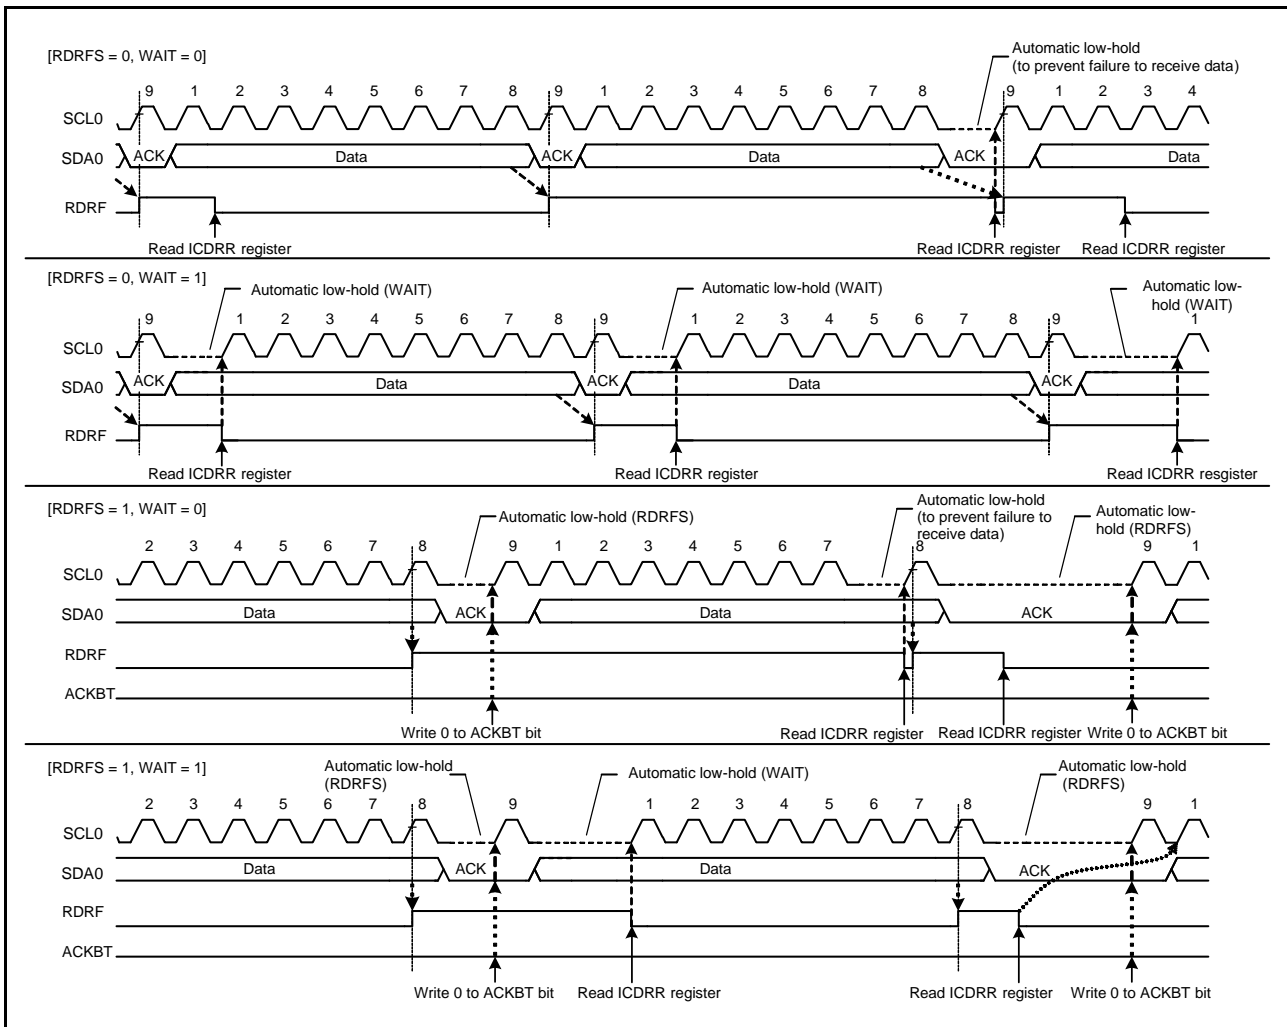 [RDRFS = 0, WAIT = 0]
Automatic low-hold
(to prevent failure to receive data)
9 1 2 3 4 5 6 7 8 9 1 2 3 4 5 6 7 8 9 1 2 3 4
SCL0
SDA0 ACK Data ACK Data ACK Data
RDRF
Read ICDRR register Read ICDRR register Read ICDRR register
[RDRFS = 0, WAIT = 1]
Automatic low-hold (WAIT) Automatic low-hold (WAIT) Automatic low-
hold (WAIT)
9 1 2 3 4 5 6 7 8 9 1 2 3 4 5 6 7 8 9 1
SCL0
SDA0 ACK Data ACK Data ACK
RDRF
Read ICDRR register Read ICDRR register Read ICDRR resgister
[RDRFS = 1, WAIT = 0]
Automatic low-hold (RDRFS)
Automatic low-hold
(to prevent failure to
receive data)
Automatic low-
hold (RDRFS)
2 3 4 5 6 7 8 9 1 2 3 4 5 6 7 8 9 1
SCL0
SDA0 Data ACK Data ACK
RDRF
ACKBT
Write 0 to ACKBT bit Read ICDRR register Read ICDRR register Write 0 to ACKBT bit
[RDRFS = 1, WAIT = 1]
Automatic low-hold
(RDRFS)
Automatic low-hold (WAIT)
Automatic low-hold
(RDRFS)
2 3 4 5 6 7 8 9 1 2 3 4 5 6 7 8 9 1
SCL0
SDA0 Data ACK Data ACK
RDRF
ACKBT
Write 0 to ACKBT bit Read ICDRR register Read ICDRR register Write 0 to ACKBT bit